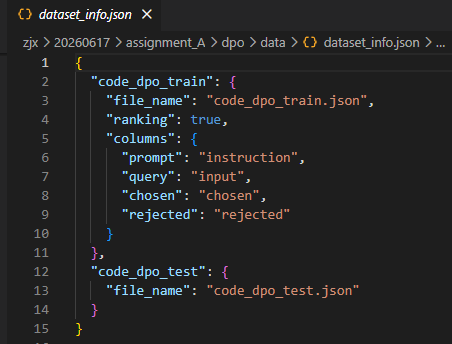 {} dataset_info.json ×
zjx > 20260617 > assignment_A > dpo > data > {} dataset_info.json > ...
1 {
2   "code_dpo_train": {
3     "file_name": "code_dpo_train.json",
4     "ranking": true,
5     "columns": {
6       "prompt": "instruction",
7       "query": "input",
8       "chosen": "chosen",
9       "rejected": "rejected"
10     }
11   },
12   "code_dpo_test": {
13     "file_name": "code_dpo_test.json"
14   }
15 }